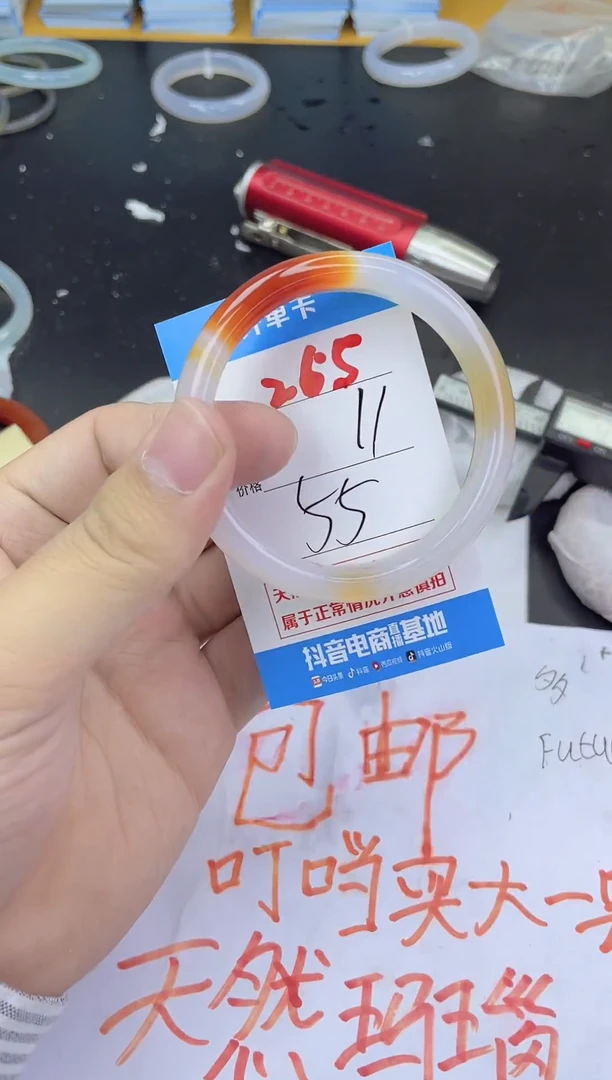 单卡
265
11
价格
55
属于正常情况介意慎拍
抖音电商直播基地
今日头条 抖音 西瓜视频 抖音火山版
包邮
叮当买大一
天然玛瑙